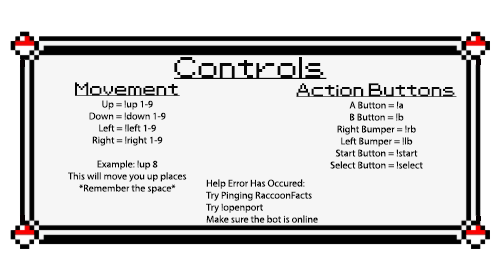 Controls
Movement
Up = !up 1-9
Down = !down 1-9
Left = !left 1-9
Right = !right 1-9
Example: !up 8
This will move you up places
*Remember the space*
Action Buttons
A Button = !a
B Button = !b
Right Bumper = !rb
Left Bumper = !lb
Start Button = !start
Select Button = !select
Help Error Has Occured:
Try Pinging RaccoonFacts
Try !openport
Make sure the bot is online